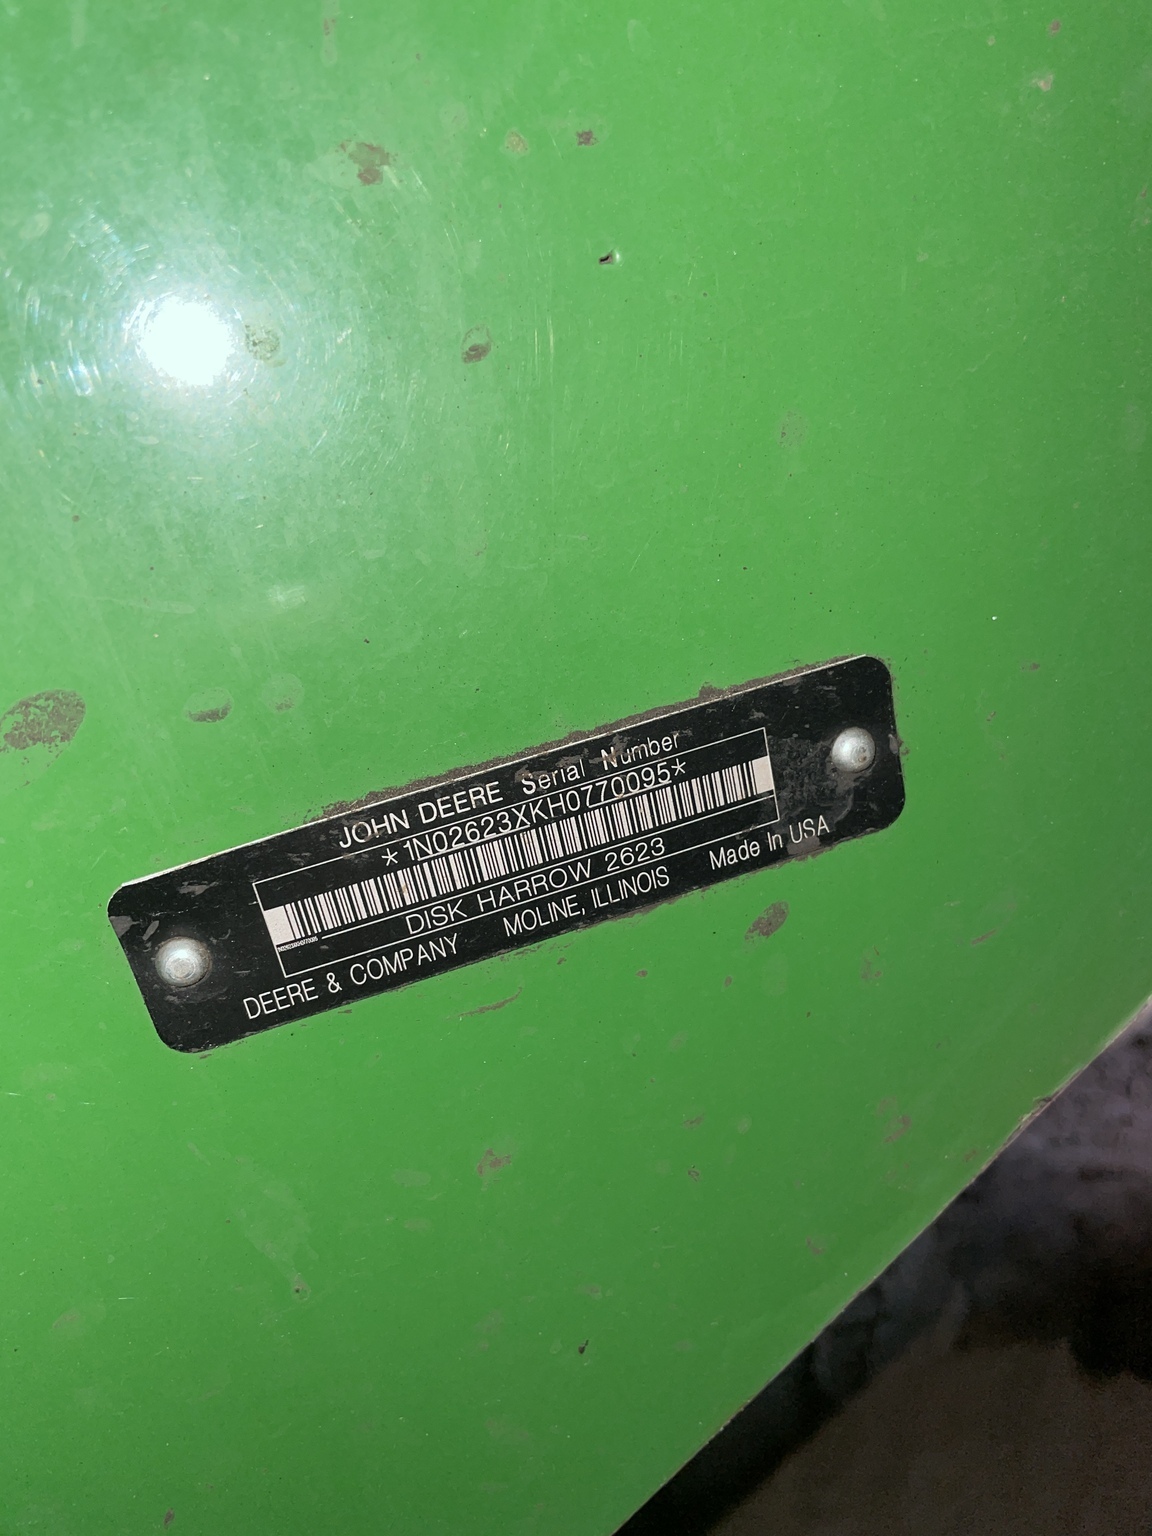 JOHN DEERE Serial Number
*1N02623XKH0770095*
DISK HARROW 2623
DEERE & COMPANY MOLINE, ILLINOIS Made In USA